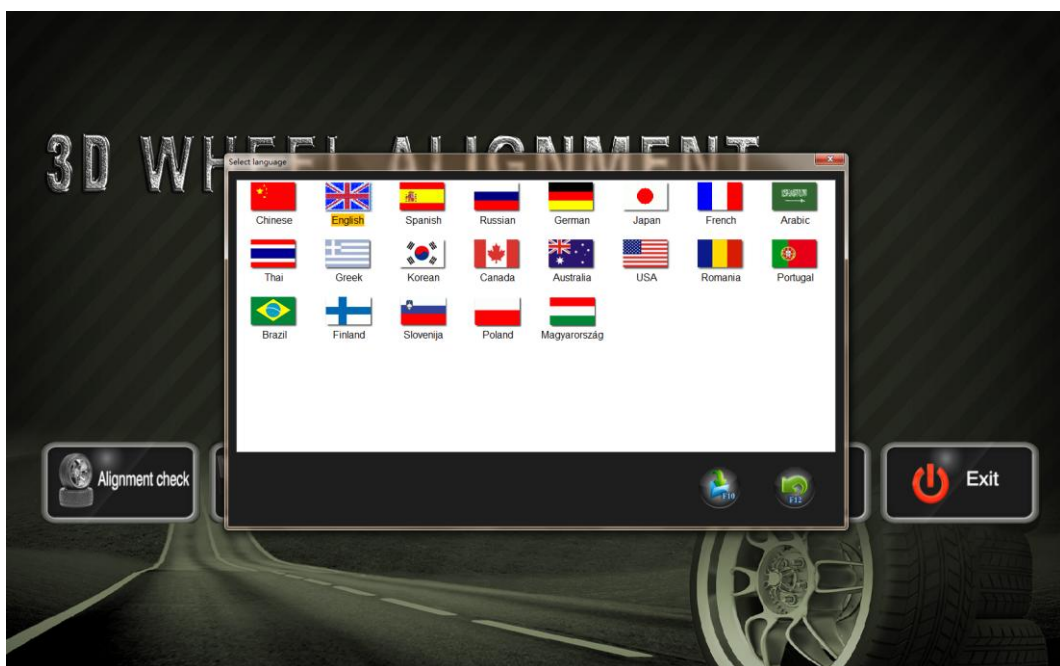 3D WHEEL ALIGNMENT
Select language
Chinese English Spanish Russian German Japan French Arabic
Thai Greek Korean Canada Australia USA Romania Portugal
Brazil Finland Slovenija Poland Magyarország
Alignment check
F10
F12
Exit